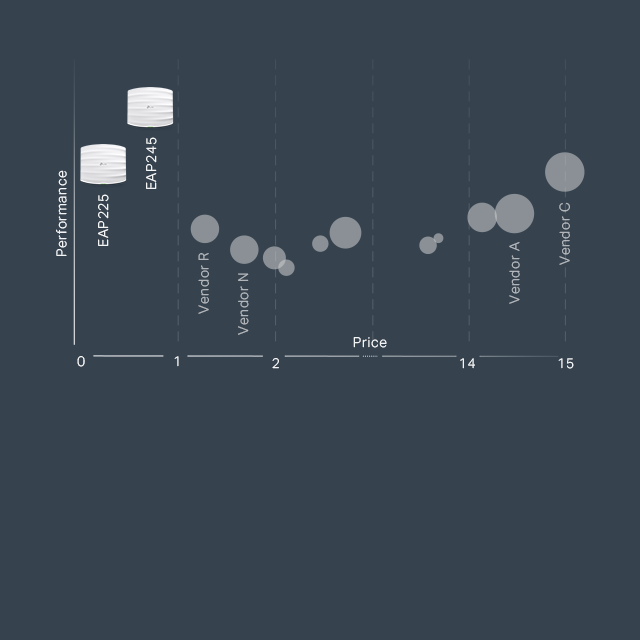 Performance
EAP225
EAP245
Vendor R
Vendor N
Vendor A
Vendor C
Price
0
1
2
14
15